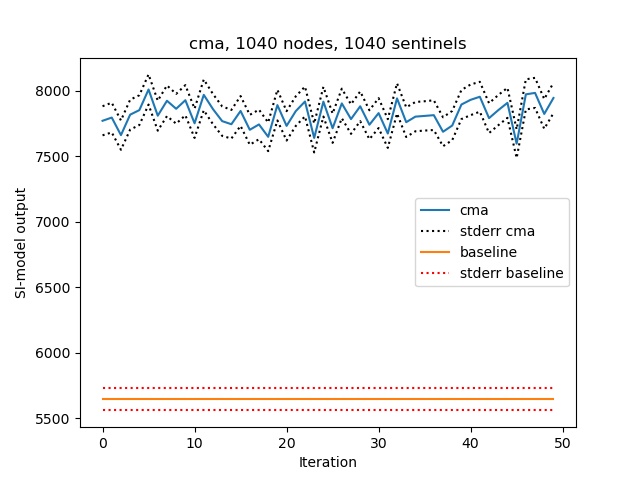 cma, 1040 nodes, 1040 sentinels
8000
7500
7000
6500
6000
5500
SI-model output
cma
stderr cma
baseline
stderr baseline
0 10 20 30 40 50
Iteration